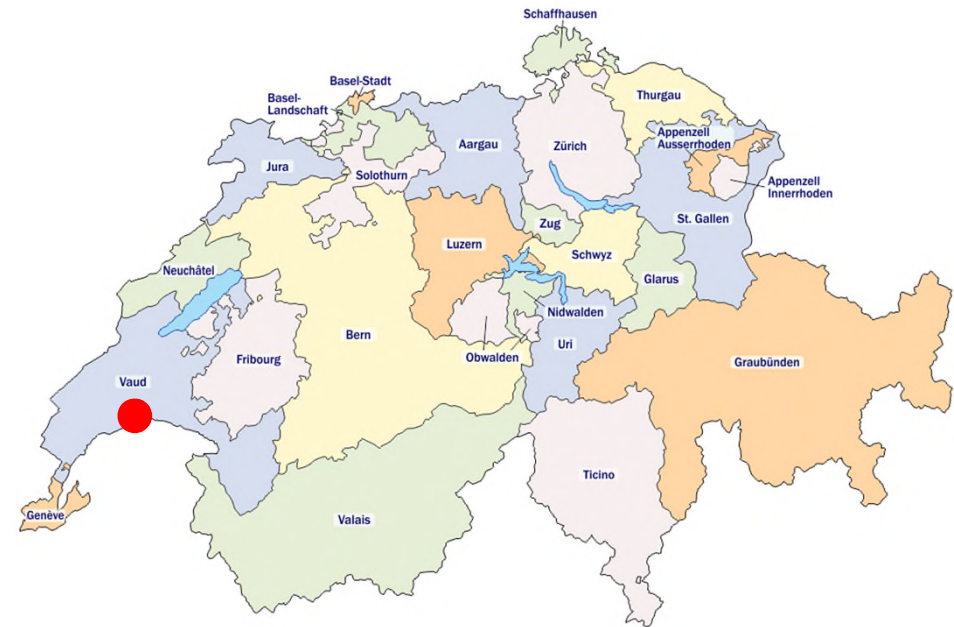 Schaffhausen
Basel-Stadt
Basel-
Landschaft
Thurgau
Appenzell
Ausserrhoden
Aargau
Zürich
Jura
Solothurn
Appenzell
Innerrhoden
St. Gallen
Zug
Luzern
Schwyz
Neuchâtel
Glarus
Nidwalden
Bern
Uri
Obwalden
Fribourg
Graubünden
Vaud
Ticino
Genève
Valais